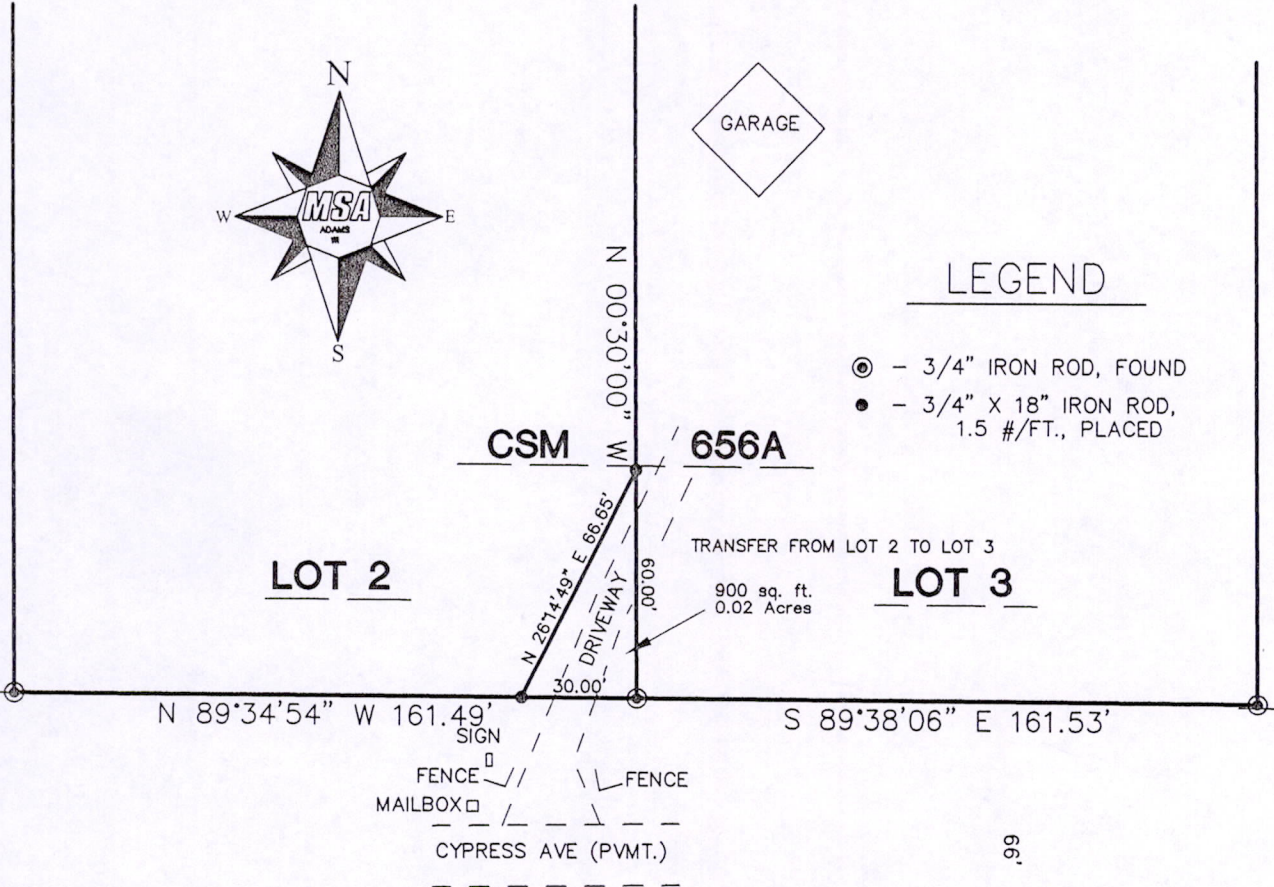 N
W
MSA
E
ADAMS
S
GARAGE
LEGEND
- 3/4" IRON ROD, FOUND
- 3/4" X 18" IRON ROD,
1.5 #/FT., PLACED
N 00°30'00" W
CSM 656A
N 26°14'49" E 66.65'
DRIVEWAY
60.00'
TRANSFER FROM LOT 2 TO LOT 3
900 sq. ft.
0.02 Acres
LOT 2
LOT 3
30.00'
N 89°34'54" W 161.49'
S 89°38'06" E 161.53'
SIGN
FENCE
FENCE
MAILBOX
CYPRESS AVE (PVMT.)
66'